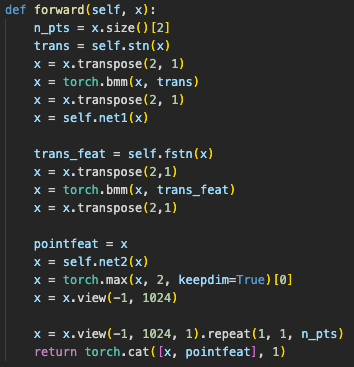 def forward(self, x):
    n_pts = x.size()[2]
    trans = self.stn(x)
    x = x.transpose(2, 1)
    x = torch.bmm(x, trans)
    x = x.transpose(2, 1)
    x = self.net1(x)

    trans_feat = self.fstn(x)
    x = x.transpose(2,1)
    x = torch.bmm(x, trans_feat)
    x = x.transpose(2,1)

    pointfeat = x
    x = self.net2(x)
    x = torch.max(x, 2, keepdim=True)[0]
    x = x.view(-1, 1024)

    x = x.view(-1, 1024, 1).repeat(1, 1, n_pts)
    return torch.cat([x, pointfeat], 1)